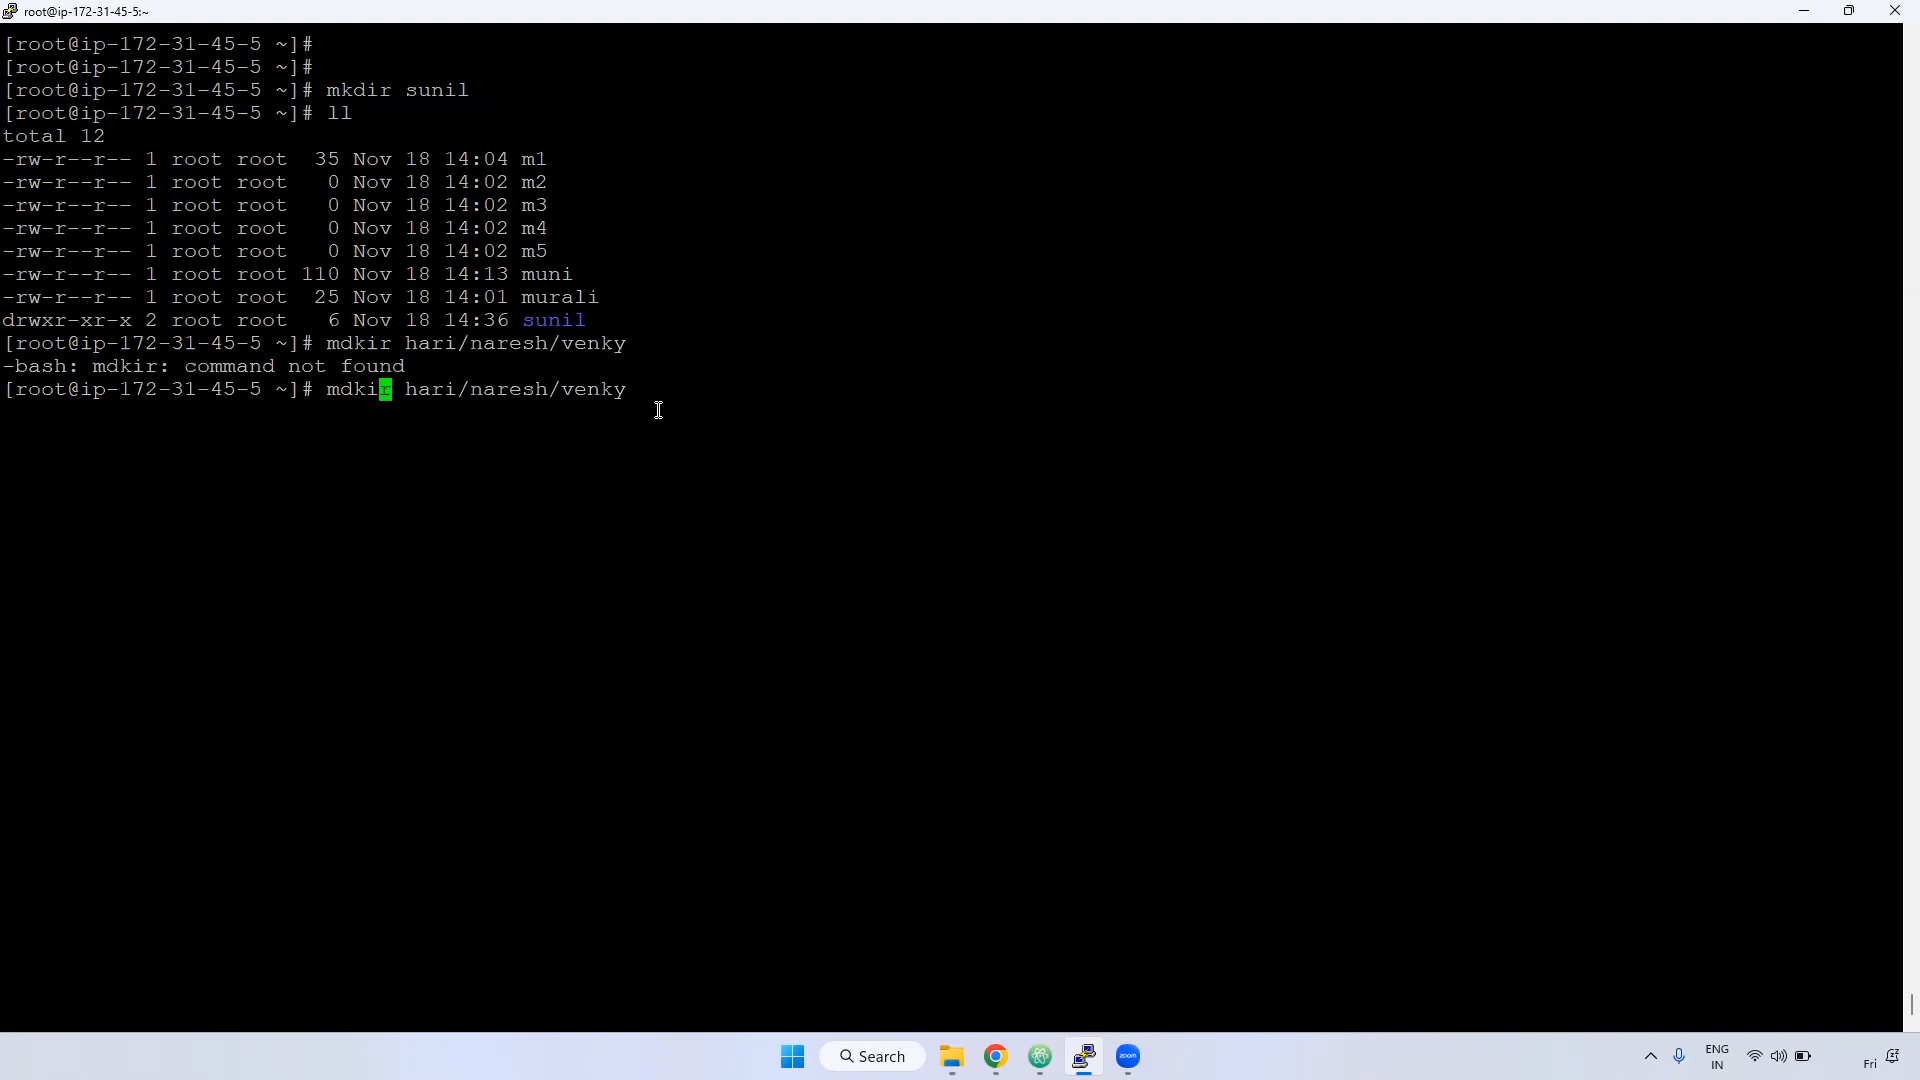 root@ip-172-31-45-5:~
[root@ip-172-31-45-5 ~]#
[root@ip-172-31-45-5 ~]#
[root@ip-172-31-45-5 ~]# mkdir sunil
[root@ip-172-31-45-5 ~]# ll
total 12
-rw-r--r-- 1 root root  35 Nov 18 14:04 m1
-rw-r--r-- 1 root root   0 Nov 18 14:02 m2
-rw-r--r-- 1 root root   0 Nov 18 14:02 m3
-rw-r--r-- 1 root root   0 Nov 18 14:02 m4
-rw-r--r-- 1 root root   0 Nov 18 14:02 m5
-rw-r--r-- 1 root root 110 Nov 18 14:13 muni
-rw-r--r-- 1 root root  25 Nov 18 14:01 murali
drwxr-xr-x 2 root root   6 Nov 18 14:36 sunil
[root@ip-172-31-45-5 ~]# mdkir hari/naresh/venky
-bash: mdkir: command not found
[root@ip-172-31-45-5 ~]# mdkir hari/naresh/venky
Search
zoom
ENG
IN
Fri